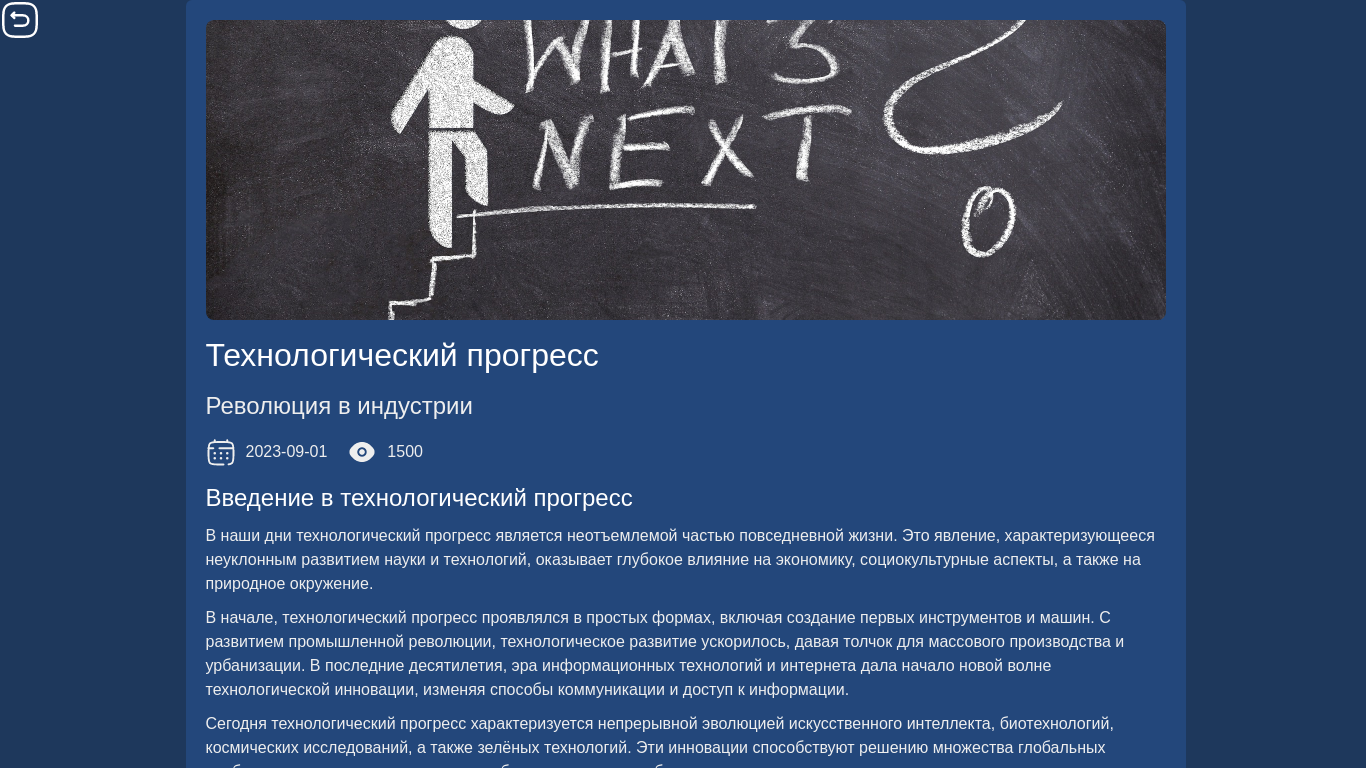 WHAT'S
NEXT
Технологический прогресс
Революция в индустрии
2023-09-01 1500
Введение в технологический прогресс
В наши дни технологический прогресс является неотъемлемой частью повседневной жизни. Это явление, характеризующееся
неуклонным развитием науки и технологий, оказывает глубокое влияние на экономику, социокультурные аспекты, а также на
природное окружение.
В начале, технологический прогресс проявлялся в простых формах, включая создание первых инструментов и машин. С
развитием промышленной революции, технологическое развитие ускорилось, давая толчок для массового производства и
урбанизации. В последние десятилетия, эра информационных технологий и интернета дала начало новой волне
технологической инновации, изменяя способы коммуникации и доступ к информации.
Сегодня технологический прогресс характеризуется непрерывной эволюцией искусственного интеллекта, биотехнологий,
космических исследований, а также зелёных технологий. Эти инновации способствуют решению множества глобальных